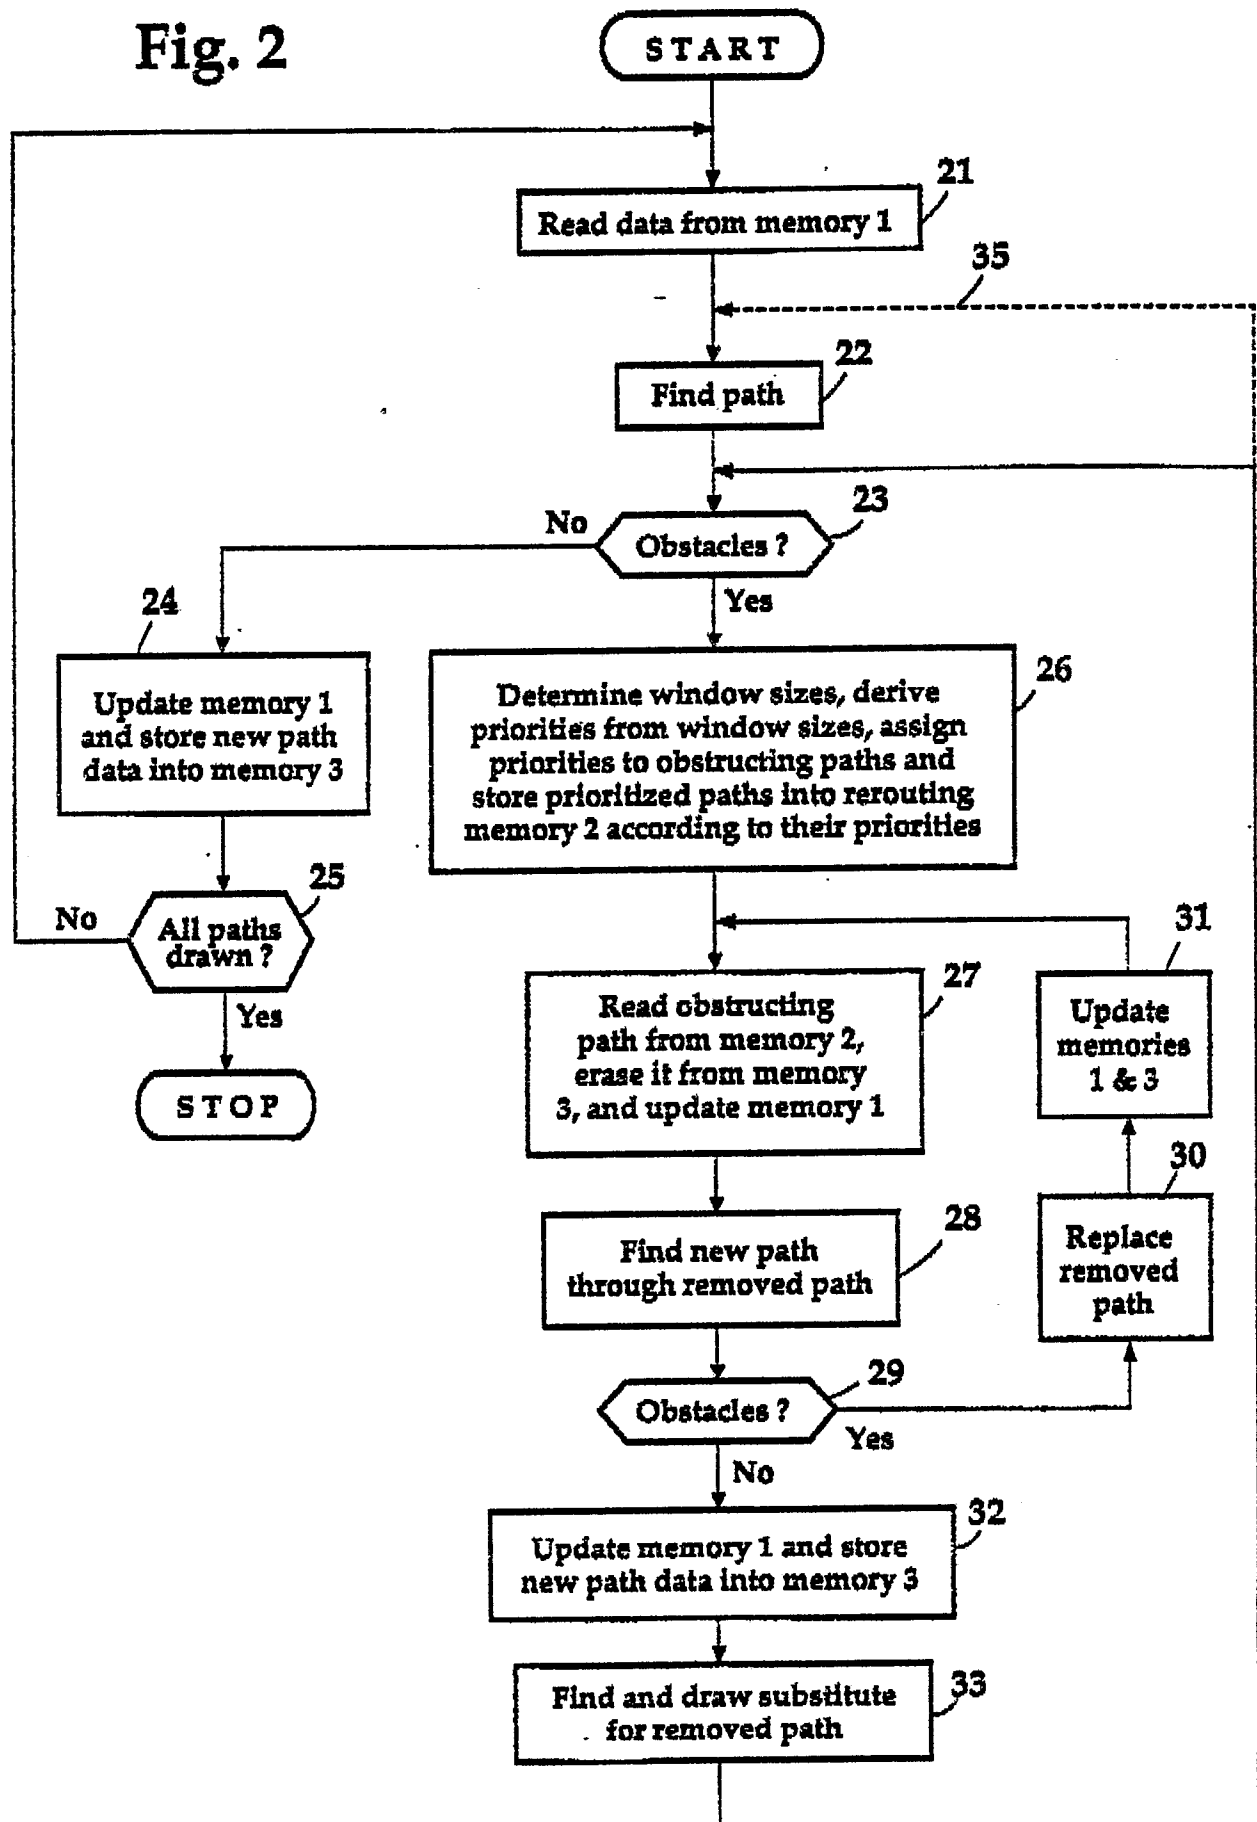 Fig. 2
START
21
Read data from memory 1
35
22
Find path
23
No
Obstacles ?
Yes
24
26
Update memory 1
and store new path
data into memory 3
Determine window sizes, derive
priorities from window sizes, assign
priorities to obstructing paths and
store prioritized paths into rerouting
memory 2 according to their priorities
25
No
All paths
drawn ?
Yes
STOP
27
Read obstructing
path from memory 2,
erase it from memory
3, and update memory 1
31
Update
memories
1 & 3
30
Replace
removed
path
28
Find new path
through removed path
29
Obstacles ?
Yes
No
32
Update memory 1 and store
new path data into memory 3
33
Find and draw substitute
for removed path